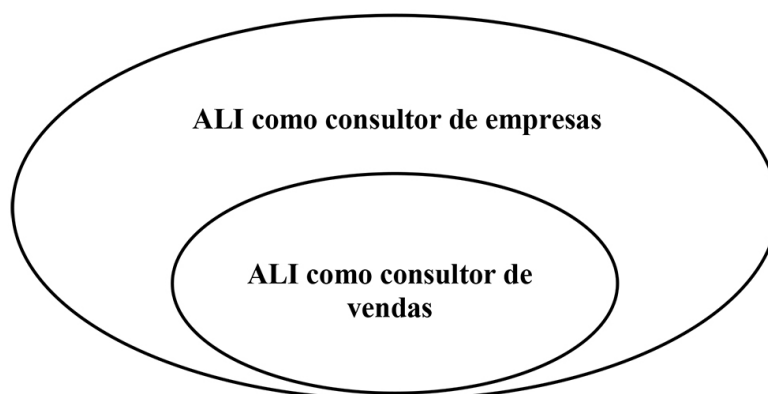 ALI como consultor de empresas
ALI como consultor de
vendas